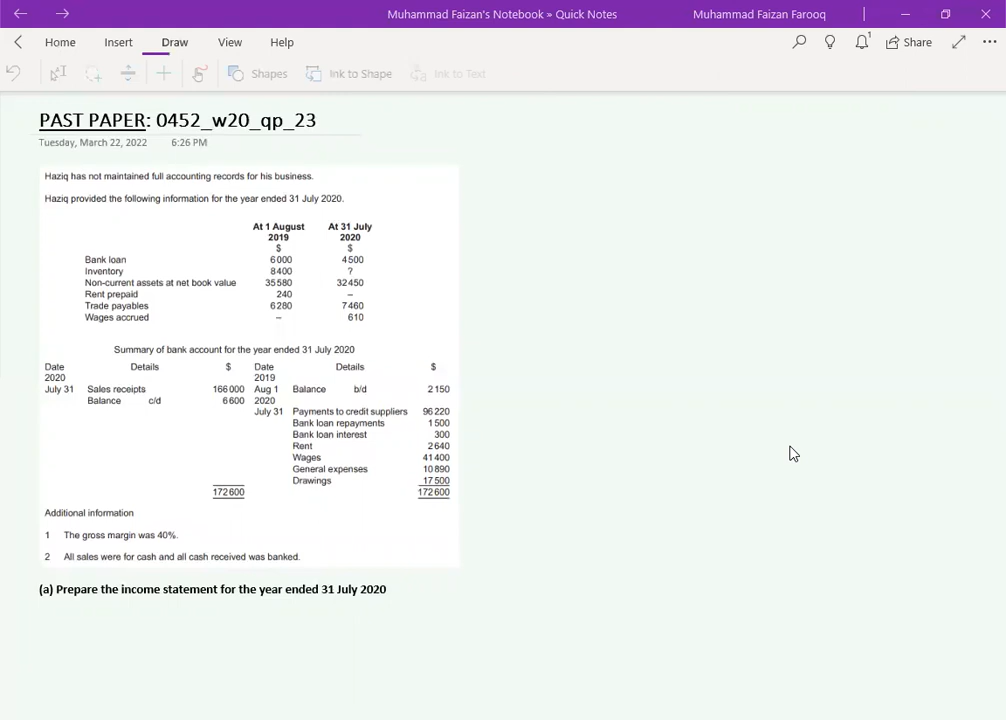 Muhammad Faizan's Notebook » Quick Notes
Muhammad Faizan Farooq
Home Insert Draw View Help
1 Share
Shapes Ink to Shape Ink to Text
PAST PAPER: 0452_w20_qp_23
Tuesday, March 22, 2022 6:26 PM
Haziq has not maintained full accounting records for his business.
Haziq provided the following information for the year ended 31 July 2020.
At 1 August At 31 July
2019 2020
$ $
Bank loan 6000 4500
Inventory 8400 ?
Non-current assets at net book value 35580 32450
Rent prepaid 240 –
Trade payables 6280 7460
Wages accrued – 610
Summary of bank account for the year ended 31 July 2020
Date Details $ Date Details $
2020 2019
July 31 Sales receipts 166000 Aug 1 Balance b/d 2150
Balance c/d 6600 2020
July 31 Payments to credit suppliers 96220
Bank loan repayments 1500
Bank loan interest 300
Rent 2640
Wages 41400
General expenses 10890
Drawings 17500
172600 172600
Additional information
1 The gross margin was 40%.
2 All sales were for cash and all cash received was banked.
(a) Prepare the income statement for the year ended 31 July 2020